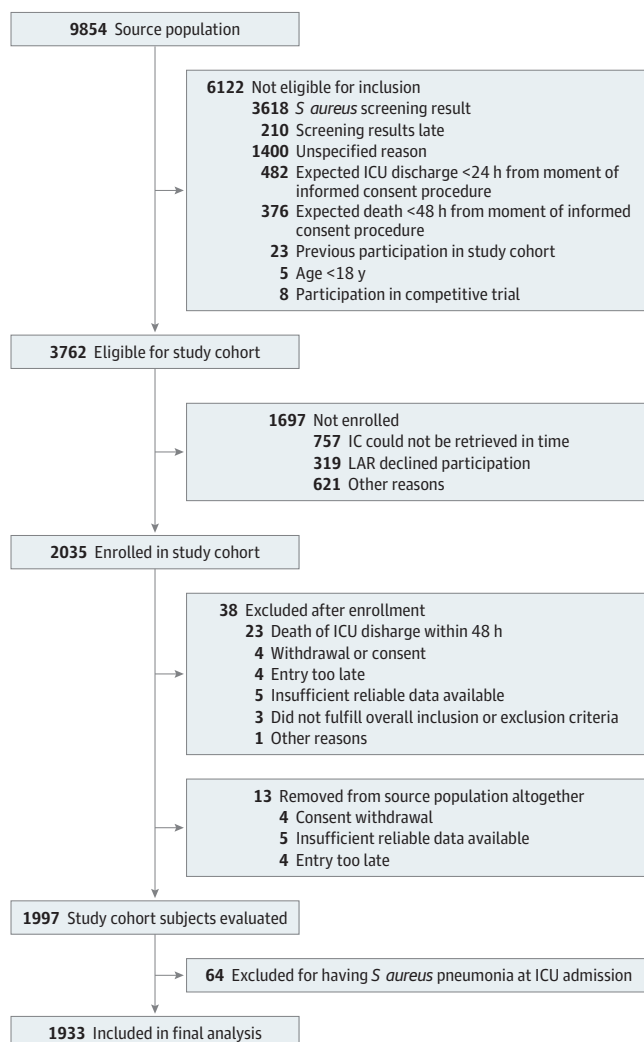 9854 Source population
6122 Not eligible for inclusion
3618 S aureus screening result
210 Screening results late
1400 Unspecified reason
482 Expected ICU discharge <24 h from moment of
informed consent procedure
376 Expected death <48 h from moment of informed
consent procedure
23 Previous participation in study cohort
5 Age <18 y
8 Participation in competitive trial
3762 Eligible for study cohort
1697 Not enrolled
757 IC could not be retrieved in time
319 LAR declined participation
621 Other reasons
2035 Enrolled in study cohort
38 Excluded after enrollment
23 Death of ICU disharge within 48 h
4 Withdrawal or consent
4 Entry too late
5 Insufficient reliable data available
3 Did not fulfill overall inclusion or exclusion criteria
1 Other reasons
13 Removed from source population altogether
4 Consent withdrawal
5 Insufficient reliable data available
4 Entry too late
1997 Study cohort subjects evaluated
64 Excluded for having S aureus pneumonia at ICU admission
1933 Included in final analysis